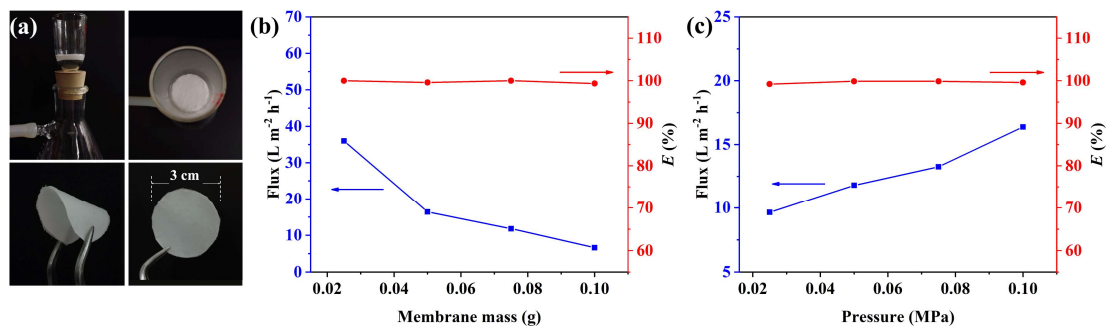 (a)
3 cm
(b)
70
60
50
40
30
20
10
0
Flux (L m⁻² h⁻¹)
0.02 0.04 0.06 0.08 0.10
Membrane mass (g)
110
100
90
80
70
60
E (%)
(c)
25
20
15
10
5
Flux (L m⁻² h⁻¹)
0.02 0.04 0.06 0.08 0.10
Pressure (MPa)
110
100
90
80
70
60
E (%)